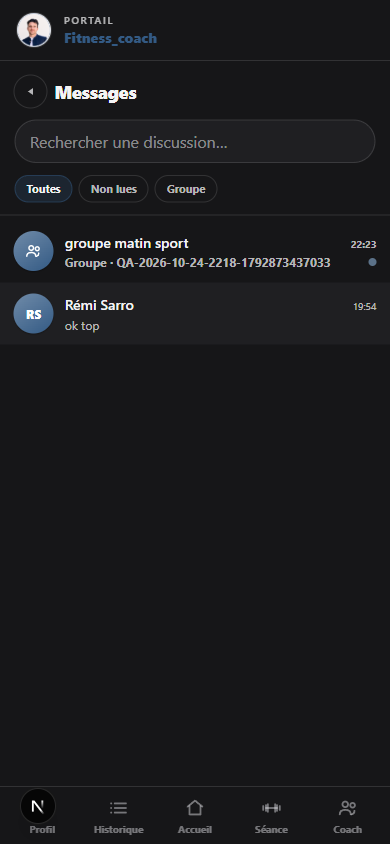 PORTAIL
Fitness_coach
Messages
Rechercher une discussion...
Toutes
Non lues
Groupe
groupe matin sport
22:23
Groupe · QA-2026-10-24-2218-1792873437033
RS
Rémi Sarro
19:54
ok top
N
Profil
Historique
Accueil
Séance
Coach